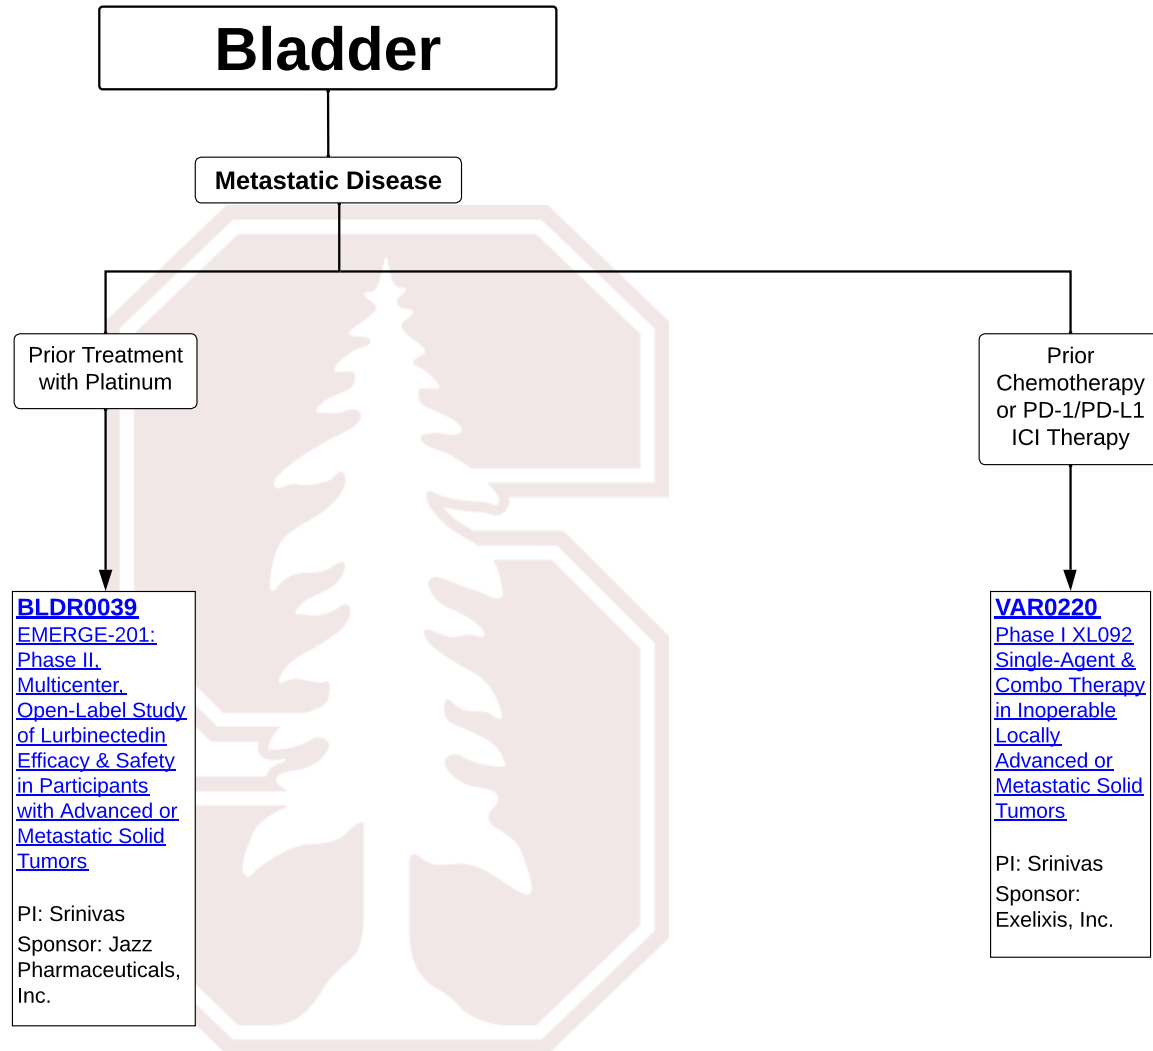 Bladder
Metastatic Disease
Prior Treatment
with Platinum
Prior
Chemotherapy
or PD-1/PD-L1
ICI Therapy
BLDR0039
EMERGE-201:
Phase II,
Multicenter,
Open-Label Study
of Lurbinectedin
Efficacy & Safety
in Participants
with Advanced or
Metastatic Solid
Tumors
PI: Srinivas
Sponsor: Jazz
Pharmaceuticals,
Inc.
VAR0220
Phase I XL092
Single-Agent &
Combo Therapy
in Inoperable
Locally
Advanced or
Metastatic Solid
Tumors
PI: Srinivas
Sponsor:
Exelixis, Inc.